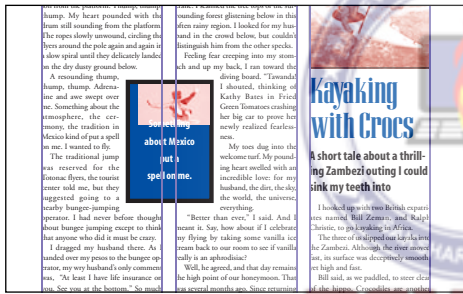 thump. My heart pounded with the
drum still sounding from the platform.
The ropes slowly unwound, circling the
flyers around the pole again and again in
a slow spiral until they delicately landed
on the dry dusty ground below.
A resounding thump,
thump, thump. Adrena-
line and awe swept over
me. Something about the
atmosphere, the cer-
emony, the tradition in
Mexico kind of put a spell
on me. I wanted to fly.
The traditional jump
was reserved for the
Totonac flyers, the tourist
center told me, but they
suggested going to a
nearby bungee-jumping
operator. I had never before thought
about bungee jumping except to think
that anyone who did it must be crazy.
I dragged my husband there. As I
handed over my pesos to the bungee op-
erator, my wry husband's only comment
was, "At least I have life insurance on
you. See you at the bottom." So much
Something
about Mexico
put a
spell on me.
rounding forest glistening below in this
often rainy region. I looked for my hus-
band in the crowd below, but couldn't
distinguish him from the other specks.
Feeling fear creeping into my stom-
ach and up my back, I ran toward the
diving board. "Tawanda!
I shouted, thinking of
Kathy Bates in Fried
Green Tomatoes crashing
her big car to prove her
newly realized fearless-
ness.
My toes dug into the
welcome turf. My pound-
ing heart swelled with an
incredible love: for my
husband, the dirt, the sky,
the world, the universe,
everything.
"Better than ever," I said. And I
meant it. Say, how about if I celebrate
my flying by taking some vanilla ice
cream back to our room to see if vanilla
really is an aphrodisiac?
Well, he agreed, and that day remains
the high point of our honeymoon. That
was several months ago. Since returning
Kayaking
with Crocs
A short tale about a thrill-
ing Zambezi outing I could
sink my teeth into
I hooked up with two British expatri-
ates named Bill Zeman, and Ralph
Christie, to go kayaking in Africa.
The three of us slipped our kayaks into
the Zambezi. Although the river moved
fast, its surface was deceptively smooth
yet high and fast.
Bill said, as we paddled, to steer clear
of the hippo. Crocodiles are another